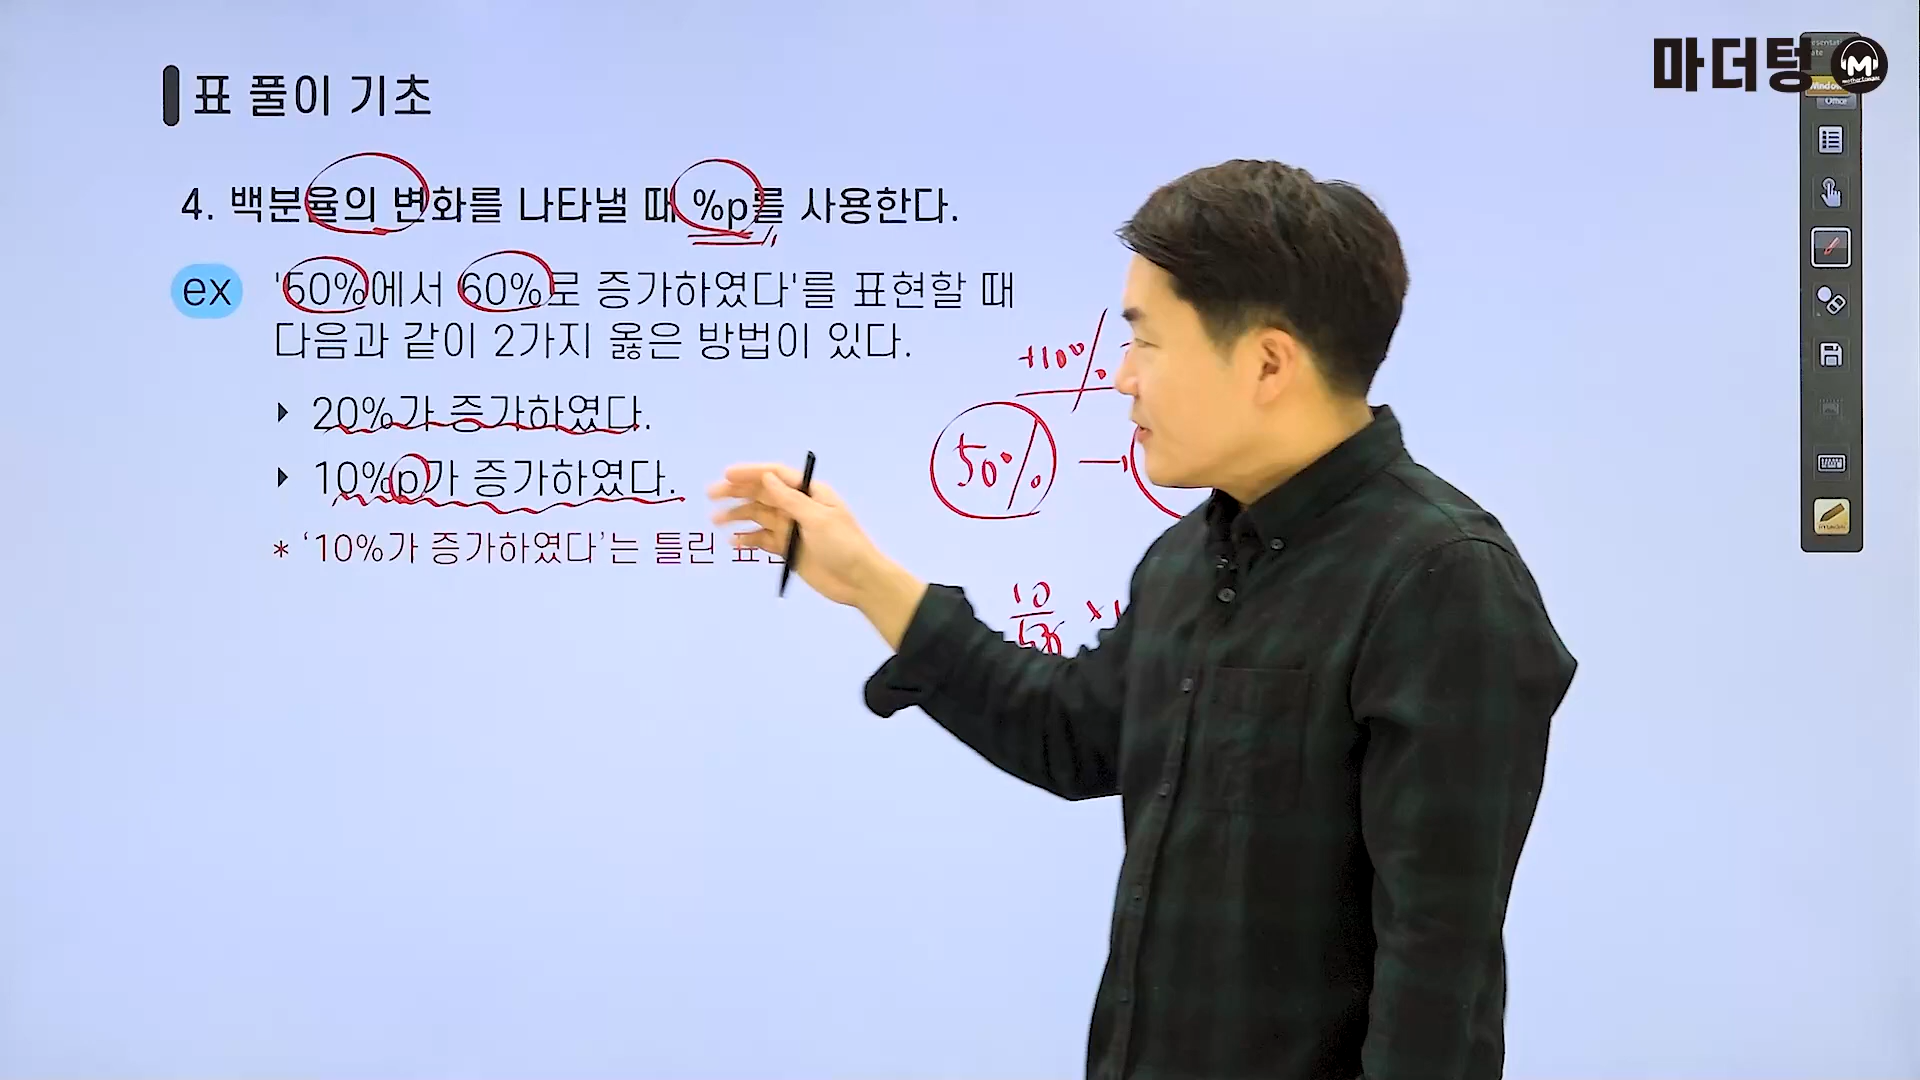 마더텅
표 풀이 기초
4. 백분율의 변화를 나타낼 때 %p를 사용한다.
ex '50%에서 60%로 증가하였다'를 표현할 때
다음과 같이 2가지 옳은 방법이 있다.
▸ 20%가 증가하였다.
▸ 10%p가 증가하였다.
* '10%가 증가하였다'는 틀린
+10%
50% →
10/50 ×